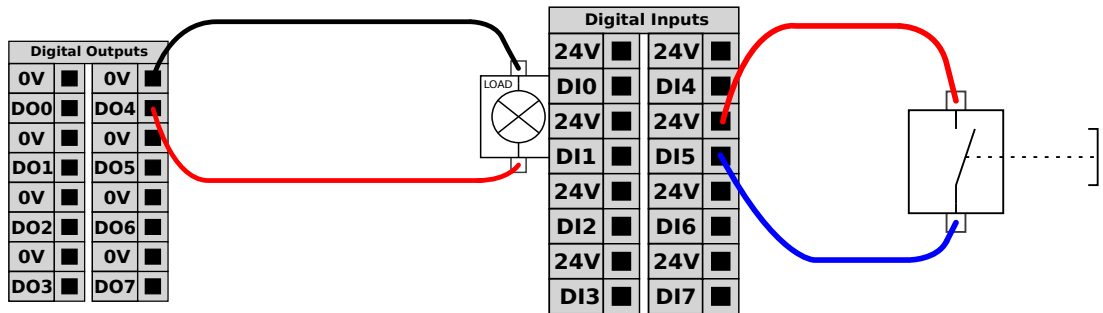 Digital Outputs
0V 0V
DO0 DO4
0V 0V
DO1 DO5
0V 0V
DO2 DO6
0V 0V
DO3 DO7
LOAD
Digital Inputs
24V 24V
DI0 DI4
24V 24V
DI1 DI5
24V 24V
DI2 DI6
24V 24V
DI3 DI7